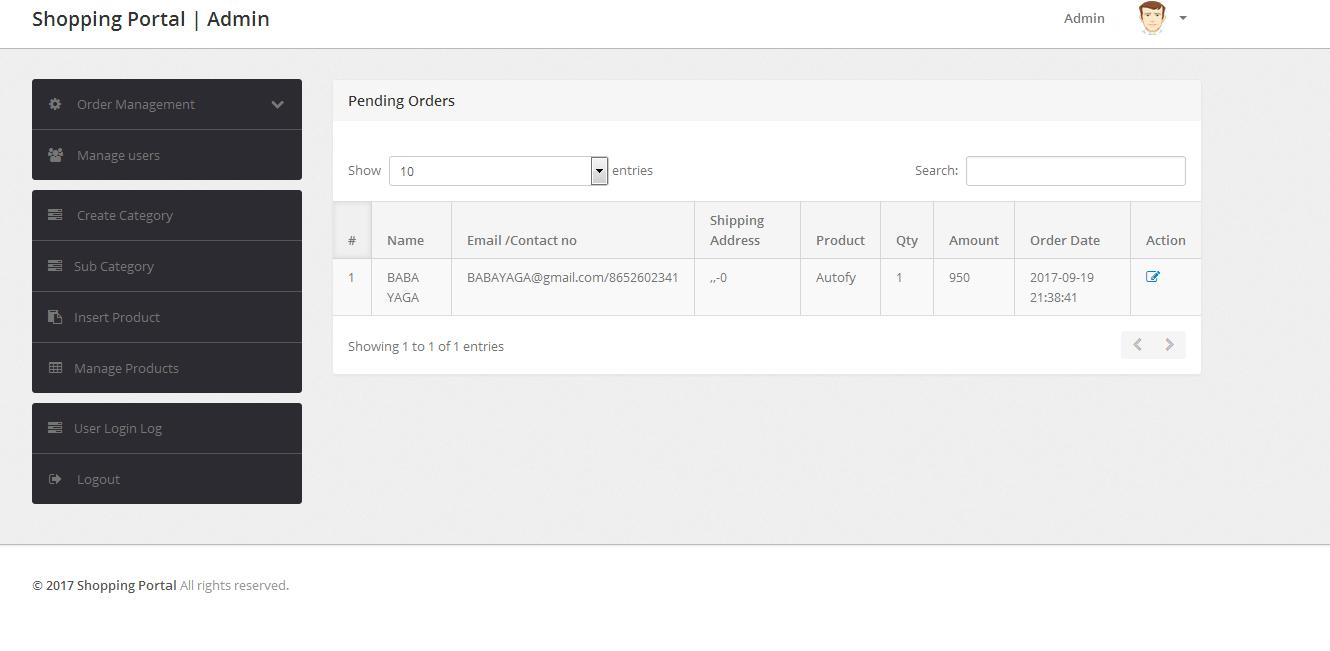 Shopping Portal | Admin
Admin
Order Management
Manage users
Create Category
Sub Category
Insert Product
Manage Products
User Login Log
Logout
Pending Orders
Show 10 entries
Search:
# Name Email /Contact no Shipping Address Product Qty Amount Order Date Action
1 BABA YAGA BABAYAGA@gmail.com/8652602341 ,,-0 Autofy 1 950 2017-09-19 21:38:41
Showing 1 to 1 of 1 entries
© 2017 Shopping Portal All rights reserved.